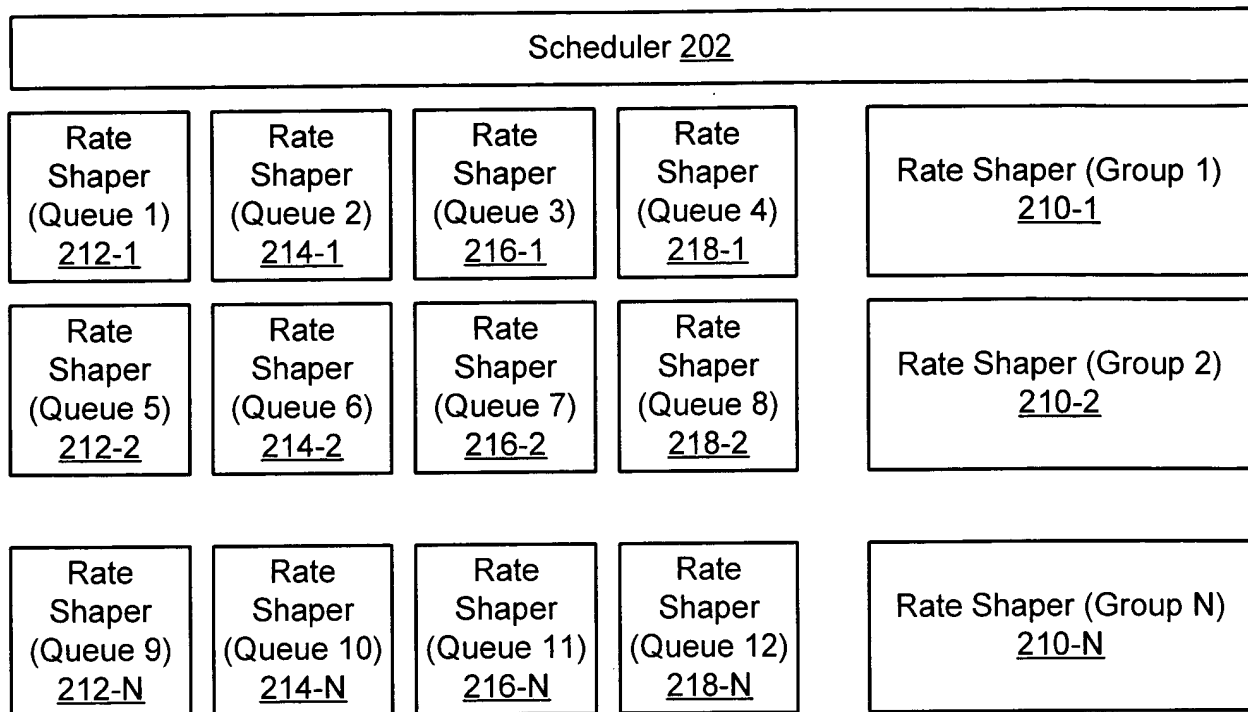 Scheduler 202
Rate
Shaper
(Queue 1)
212-1
Rate
Shaper
(Queue 2)
214-1
Rate
Shaper
(Queue 3)
216-1
Rate
Shaper
(Queue 4)
218-1
Rate Shaper (Group 1)
210-1
Rate
Shaper
(Queue 5)
212-2
Rate
Shaper
(Queue 6)
214-2
Rate
Shaper
(Queue 7)
216-2
Rate
Shaper
(Queue 8)
218-2
Rate Shaper (Group 2)
210-2
Rate
Shaper
(Queue 9)
212-N
Rate
Shaper
(Queue 10)
214-N
Rate
Shaper
(Queue 11)
216-N
Rate
Shaper
(Queue 12)
218-N
Rate Shaper (Group N)
210-N